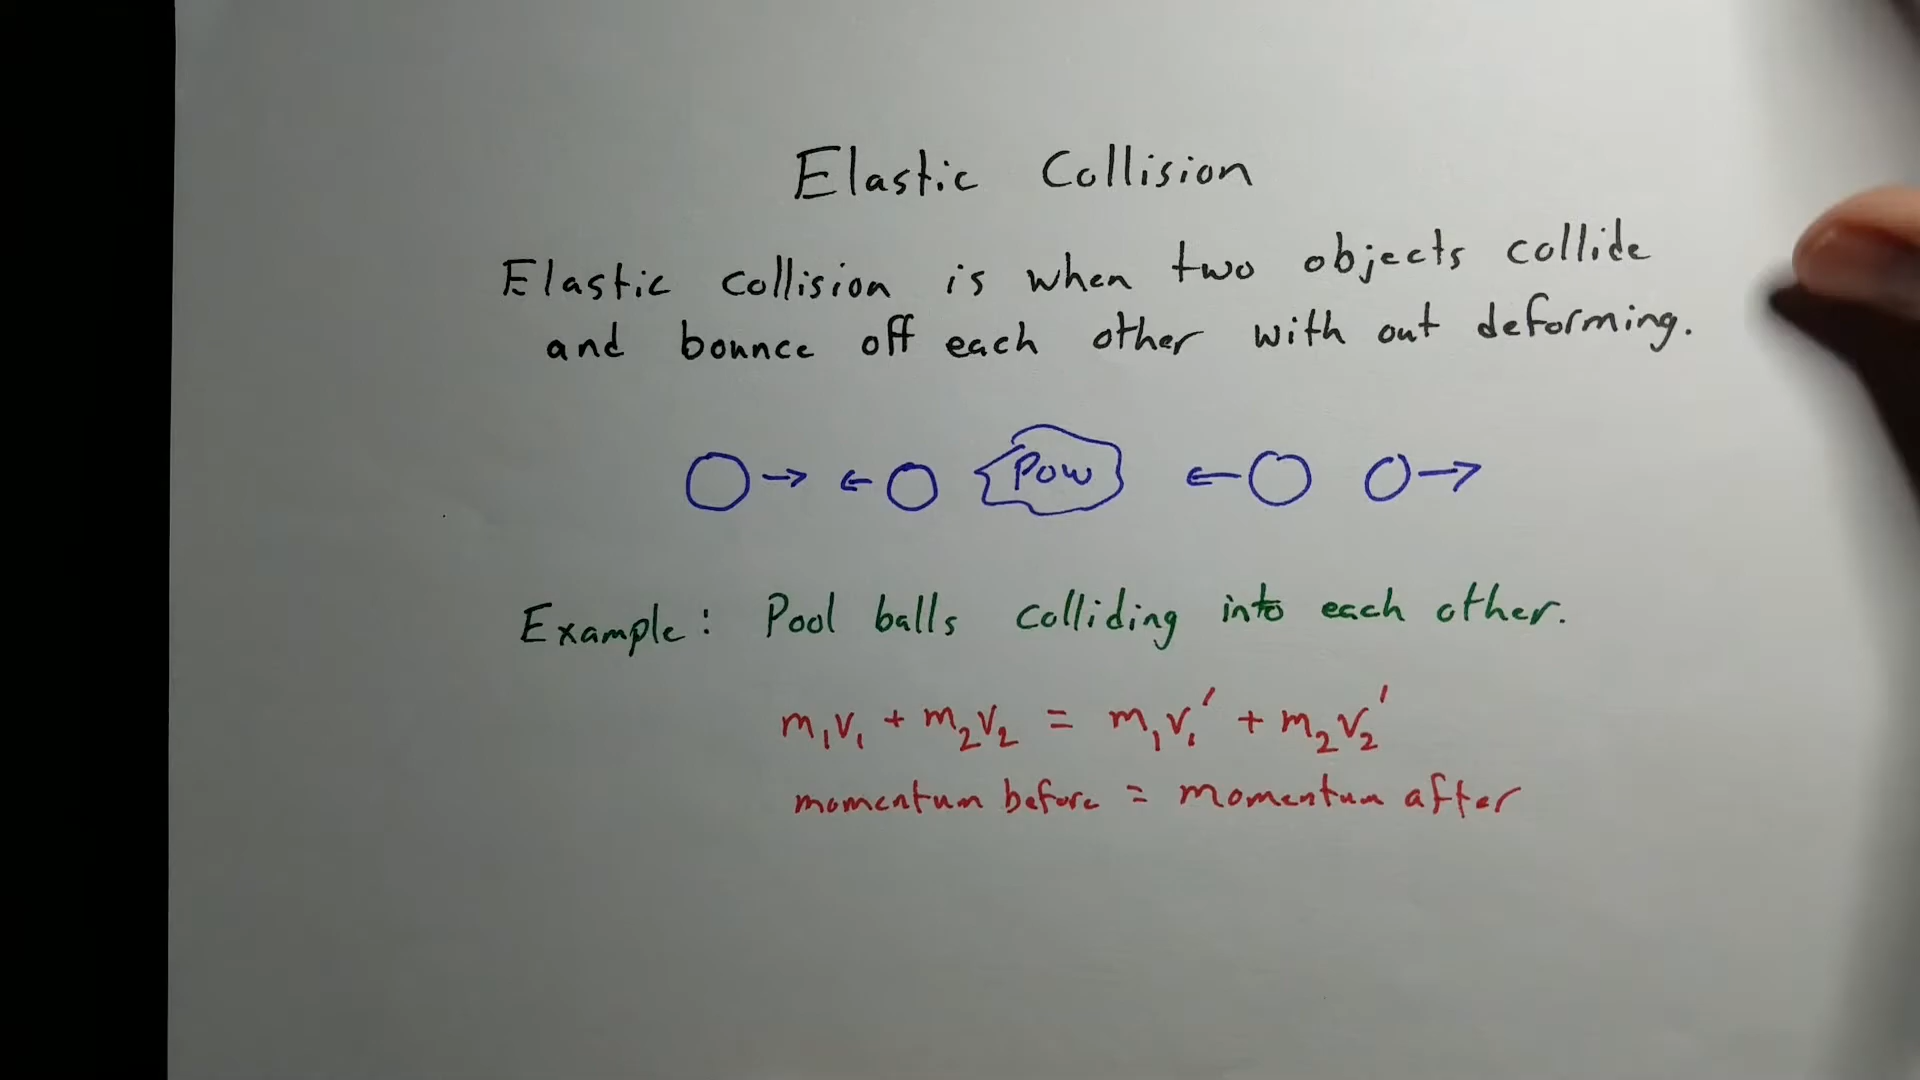 Elastic Collision
Elastic collision is when two objects collide
and bounce off each other with out deforming.
Pow
Example: Pool balls colliding into each other.
m₁v₁ + m₂v₂ = m₁v₁′ + m₂v₂′
momentum before = momentum after